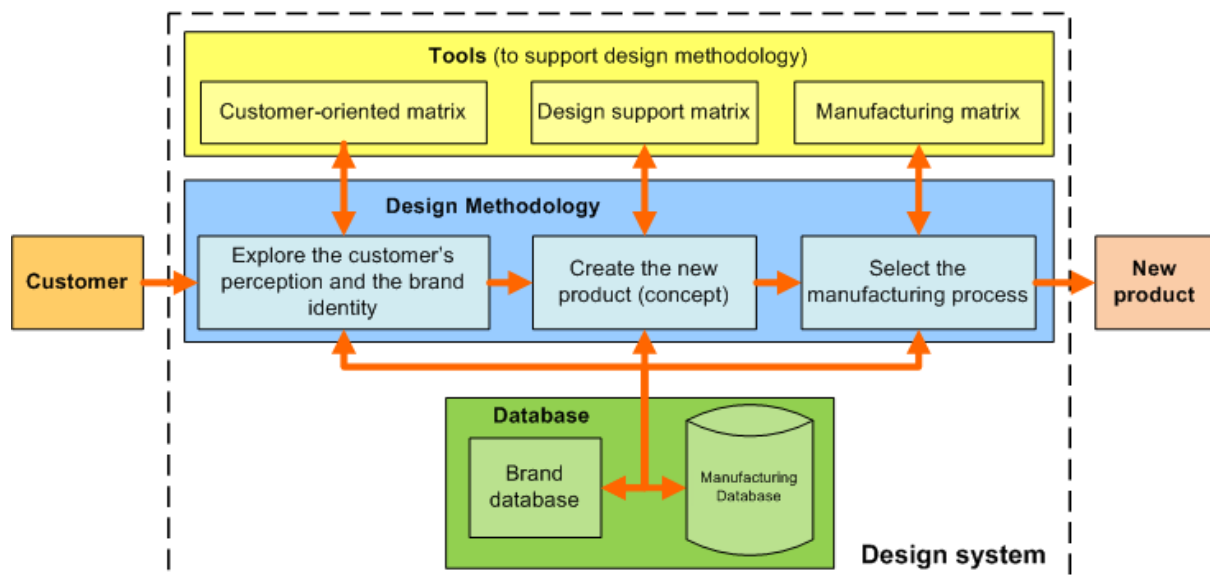 Tools (to support design methodology)
Customer-oriented matrix
Design support matrix
Manufacturing matrix
Design Methodology
Customer
Explore the customer's
perception and the brand
identity
Create the new
product (concept)
Select the
manufacturing process
New
product
Database
Brand
database
Manufacturing
Database
Design system